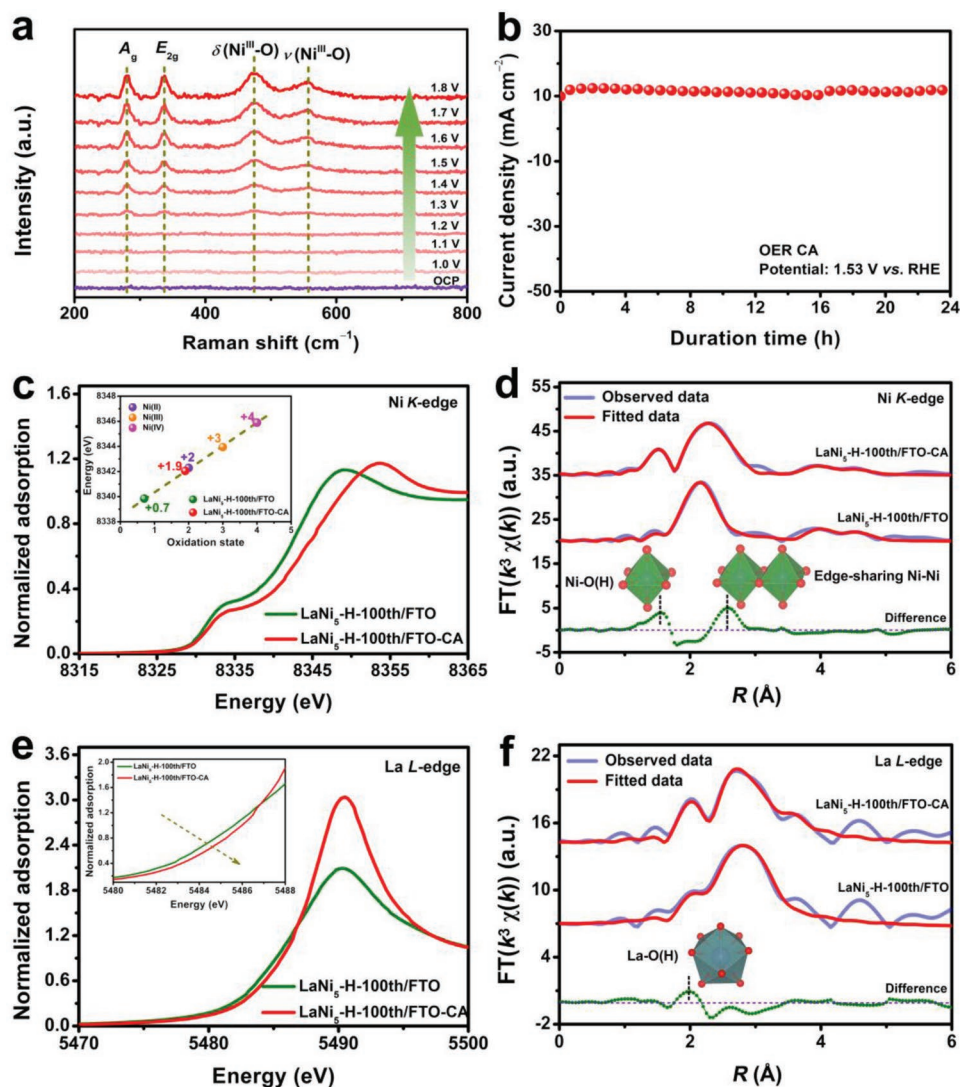 a
Intensity (a.u.)
Ag
E2g
δ(NiIII-O)
ν(NiIII-O)
1.8 V
1.7 V
1.6 V
1.5 V
1.4 V
1.3 V
1.2 V
1.1 V
1.0 V
OCP
200 400 600 800
Raman shift (cm−1)
b
Current density (mA cm−2)
30
10
-10
-30
-50
OER CA
Potential: 1.53 V vs. RHE
0 4 8 12 16 20 24
Duration time (h)
c
Normalized adsorption
1.5
1.2
0.9
0.6
0.3
0.0
Ni K-edge
Energy (eV)
8348
8346
8344
8342
8340
8338
Ni(II)
Ni(III)
Ni(IV)
+4
+3
+2
+1.9
+0.7
LaNi5-H-100th/FTO
LaNi5-H-100th/FTO-CA
0 1 2 3 4 5
Oxidation state
LaNi5-H-100th/FTO
LaNi5-H-100th/FTO-CA
8315 8325 8335 8345 8355 8365
Energy (eV)
d
FT(k3 χ(k)) (a.u.)
55
45
35
25
15
5
-5
Observed data
Fitted data
Ni K-edge
LaNi5-H-100th/FTO-CA
LaNi5-H-100th/FTO
Ni-O(H)
Edge-sharing Ni-Ni
Difference
0 2 4 6
R (Å)
e
Normalized adsorption
3.6
3.0
2.4
1.8
1.2
0.6
0.0
La L-edge
Normalized adsorption
2.0
1.6
1.2
0.8
0.4
LaNi5-H-100th/FTO
LaNi5-H-100th/FTO-CA
5480 5482 5484 5486 5488
Energy (eV)
LaNi5-H-100th/FTO
LaNi5-H-100th/FTO-CA
5470 5480 5490 5500
Energy (eV)
f
FT(k3 χ(k)) (a.u.)
22
16
10
4
-2
Observed data
Fitted data
La L-edge
LaNi5-H-100th/FTO-CA
LaNi5-H-100th/FTO
La-O(H)
Difference
0 2 4 6
R (Å)